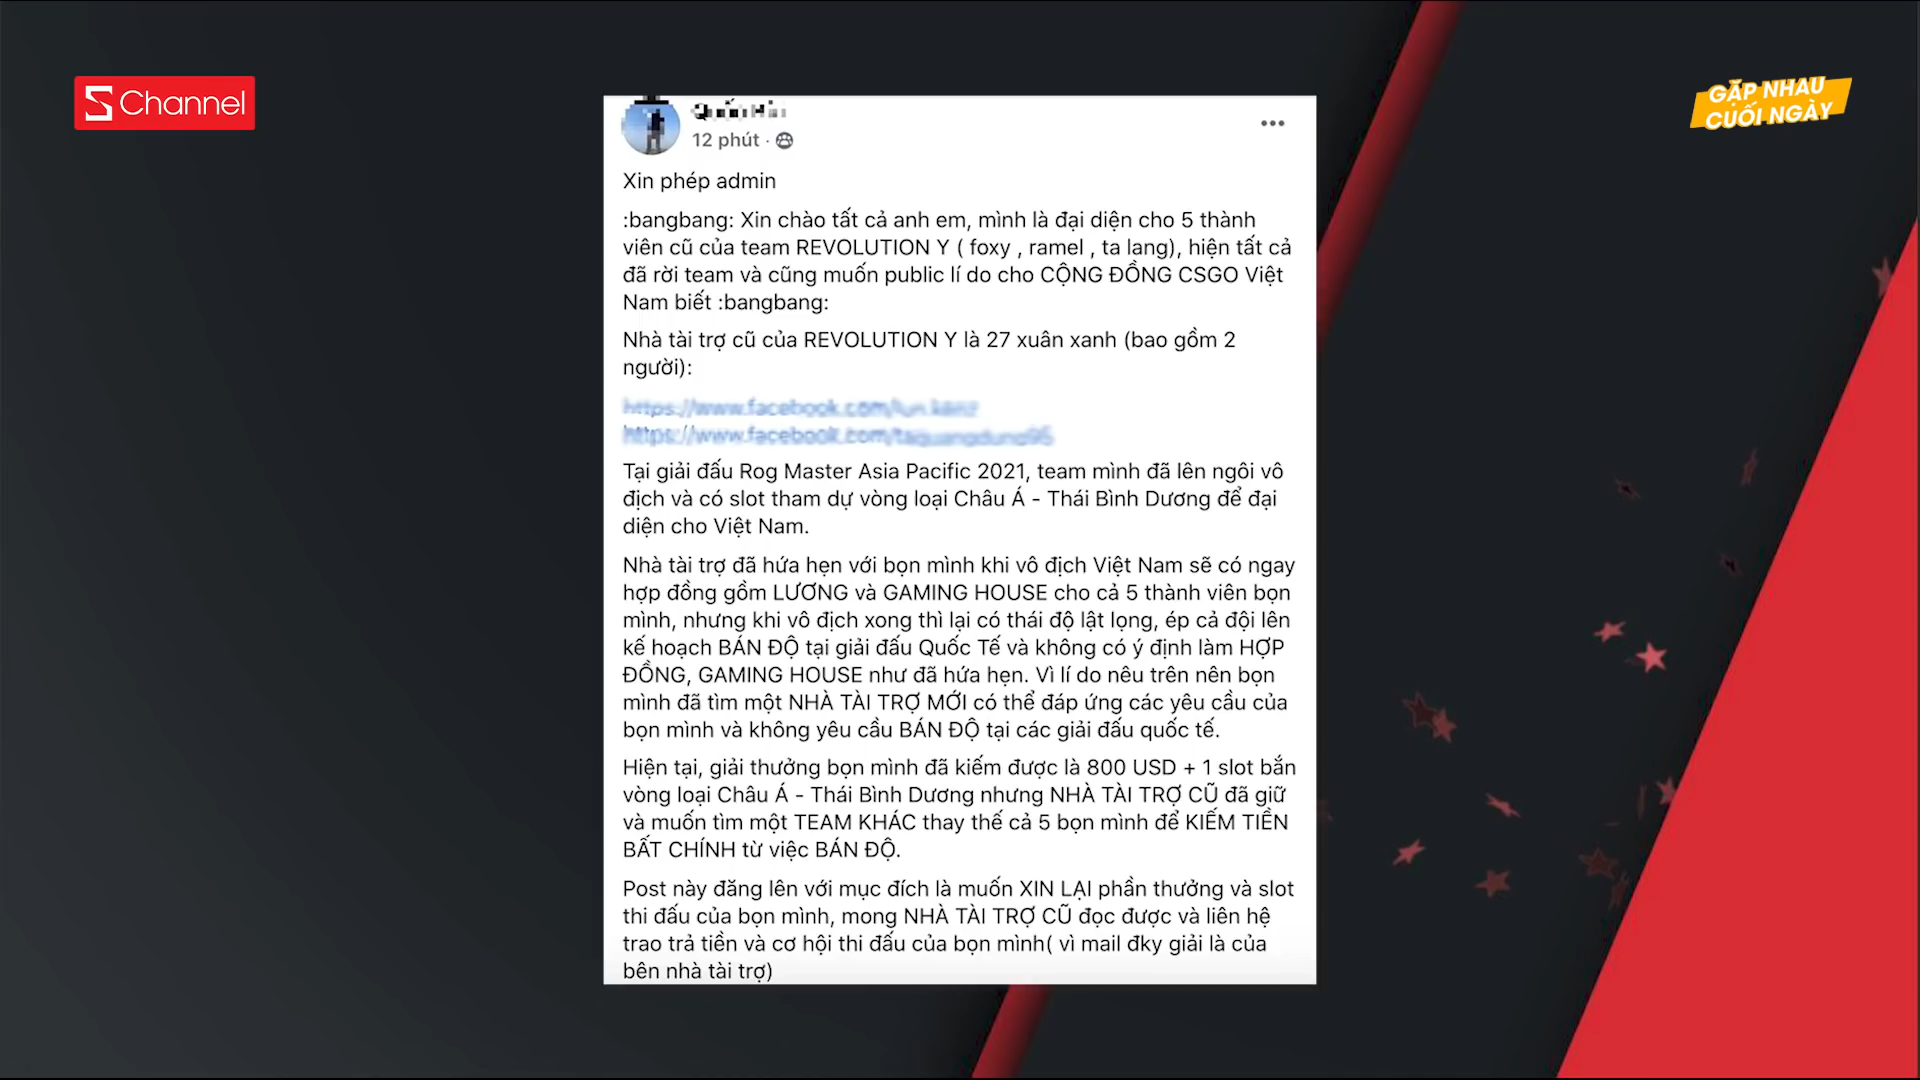 S Channel
GẶP NHAU
CUỐI NGÀY
12 phút ·
Xin phép admin
:bangbang: Xin chào tất cả anh em, mình là đại diện cho 5 thành
viên cũ của team REVOLUTION Y ( foxy , ramel , ta lang), hiện tất cả
đã rời team và cũng muốn public lí do cho CỘNG ĐỒNG CSGO Việt
Nam biết :bangbang:
Nhà tài trợ cũ của REVOLUTION Y là 27 xuân xanh (bao gồm 2
người):
https://www.facebook.com/
https://www.facebook.com/
Tại giải đấu Rog Master Asia Pacific 2021, team mình đã lên ngôi vô
địch và có slot tham dự vòng loại Châu Á - Thái Bình Dương để đại
diện cho Việt Nam.
Nhà tài trợ đã hứa hẹn với bọn mình khi vô địch Việt Nam sẽ có ngay
hợp đồng gồm LƯƠNG và GAMING HOUSE cho cả 5 thành viên bọn
mình, nhưng khi vô địch xong thì lại có thái độ lật lọng, ép cả đội lên
kế hoạch BÁN ĐỘ tại giải đấu Quốc Tế và không có ý định làm HỢP
ĐỒNG, GAMING HOUSE như đã hứa hẹn. Vì lí do nêu trên nên bọn
mình đã tìm một NHÀ TÀI TRỢ MỚI có thể đáp ứng các yêu cầu của
bọn mình và không yêu cầu BÁN ĐỘ tại các giải đấu quốc tế.
Hiện tại, giải thưởng bọn mình đã kiếm được là 800 USD + 1 slot bắn
vòng loại Châu Á - Thái Bình Dương nhưng NHÀ TÀI TRỢ CŨ đã giữ
và muốn tìm một TEAM KHÁC thay thế cả 5 bọn mình để KIẾM TIỀN
BẤT CHÍNH từ việc BÁN ĐỘ.
Post này đăng lên với mục đích là muốn XIN LẠI phần thưởng và slot
thi đấu của bọn mình, mong NHÀ TÀI TRỢ CŨ đọc được và liên hệ
trao trả tiền và cơ hội thi đấu của bọn mình( vì mail đky giải là của
bên nhà tài trợ)